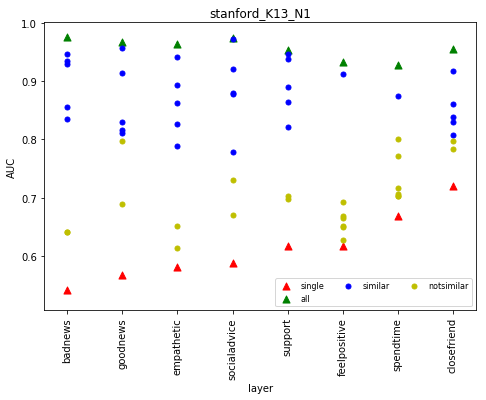 stanford_K13_N1
1.0
0.9
0.8
0.7
0.6
AUC
single
similar
notsimilar
all
badnews
goodnews
empathetic
socialadvice
support
feelpositive
spendtime
closefriend
layer